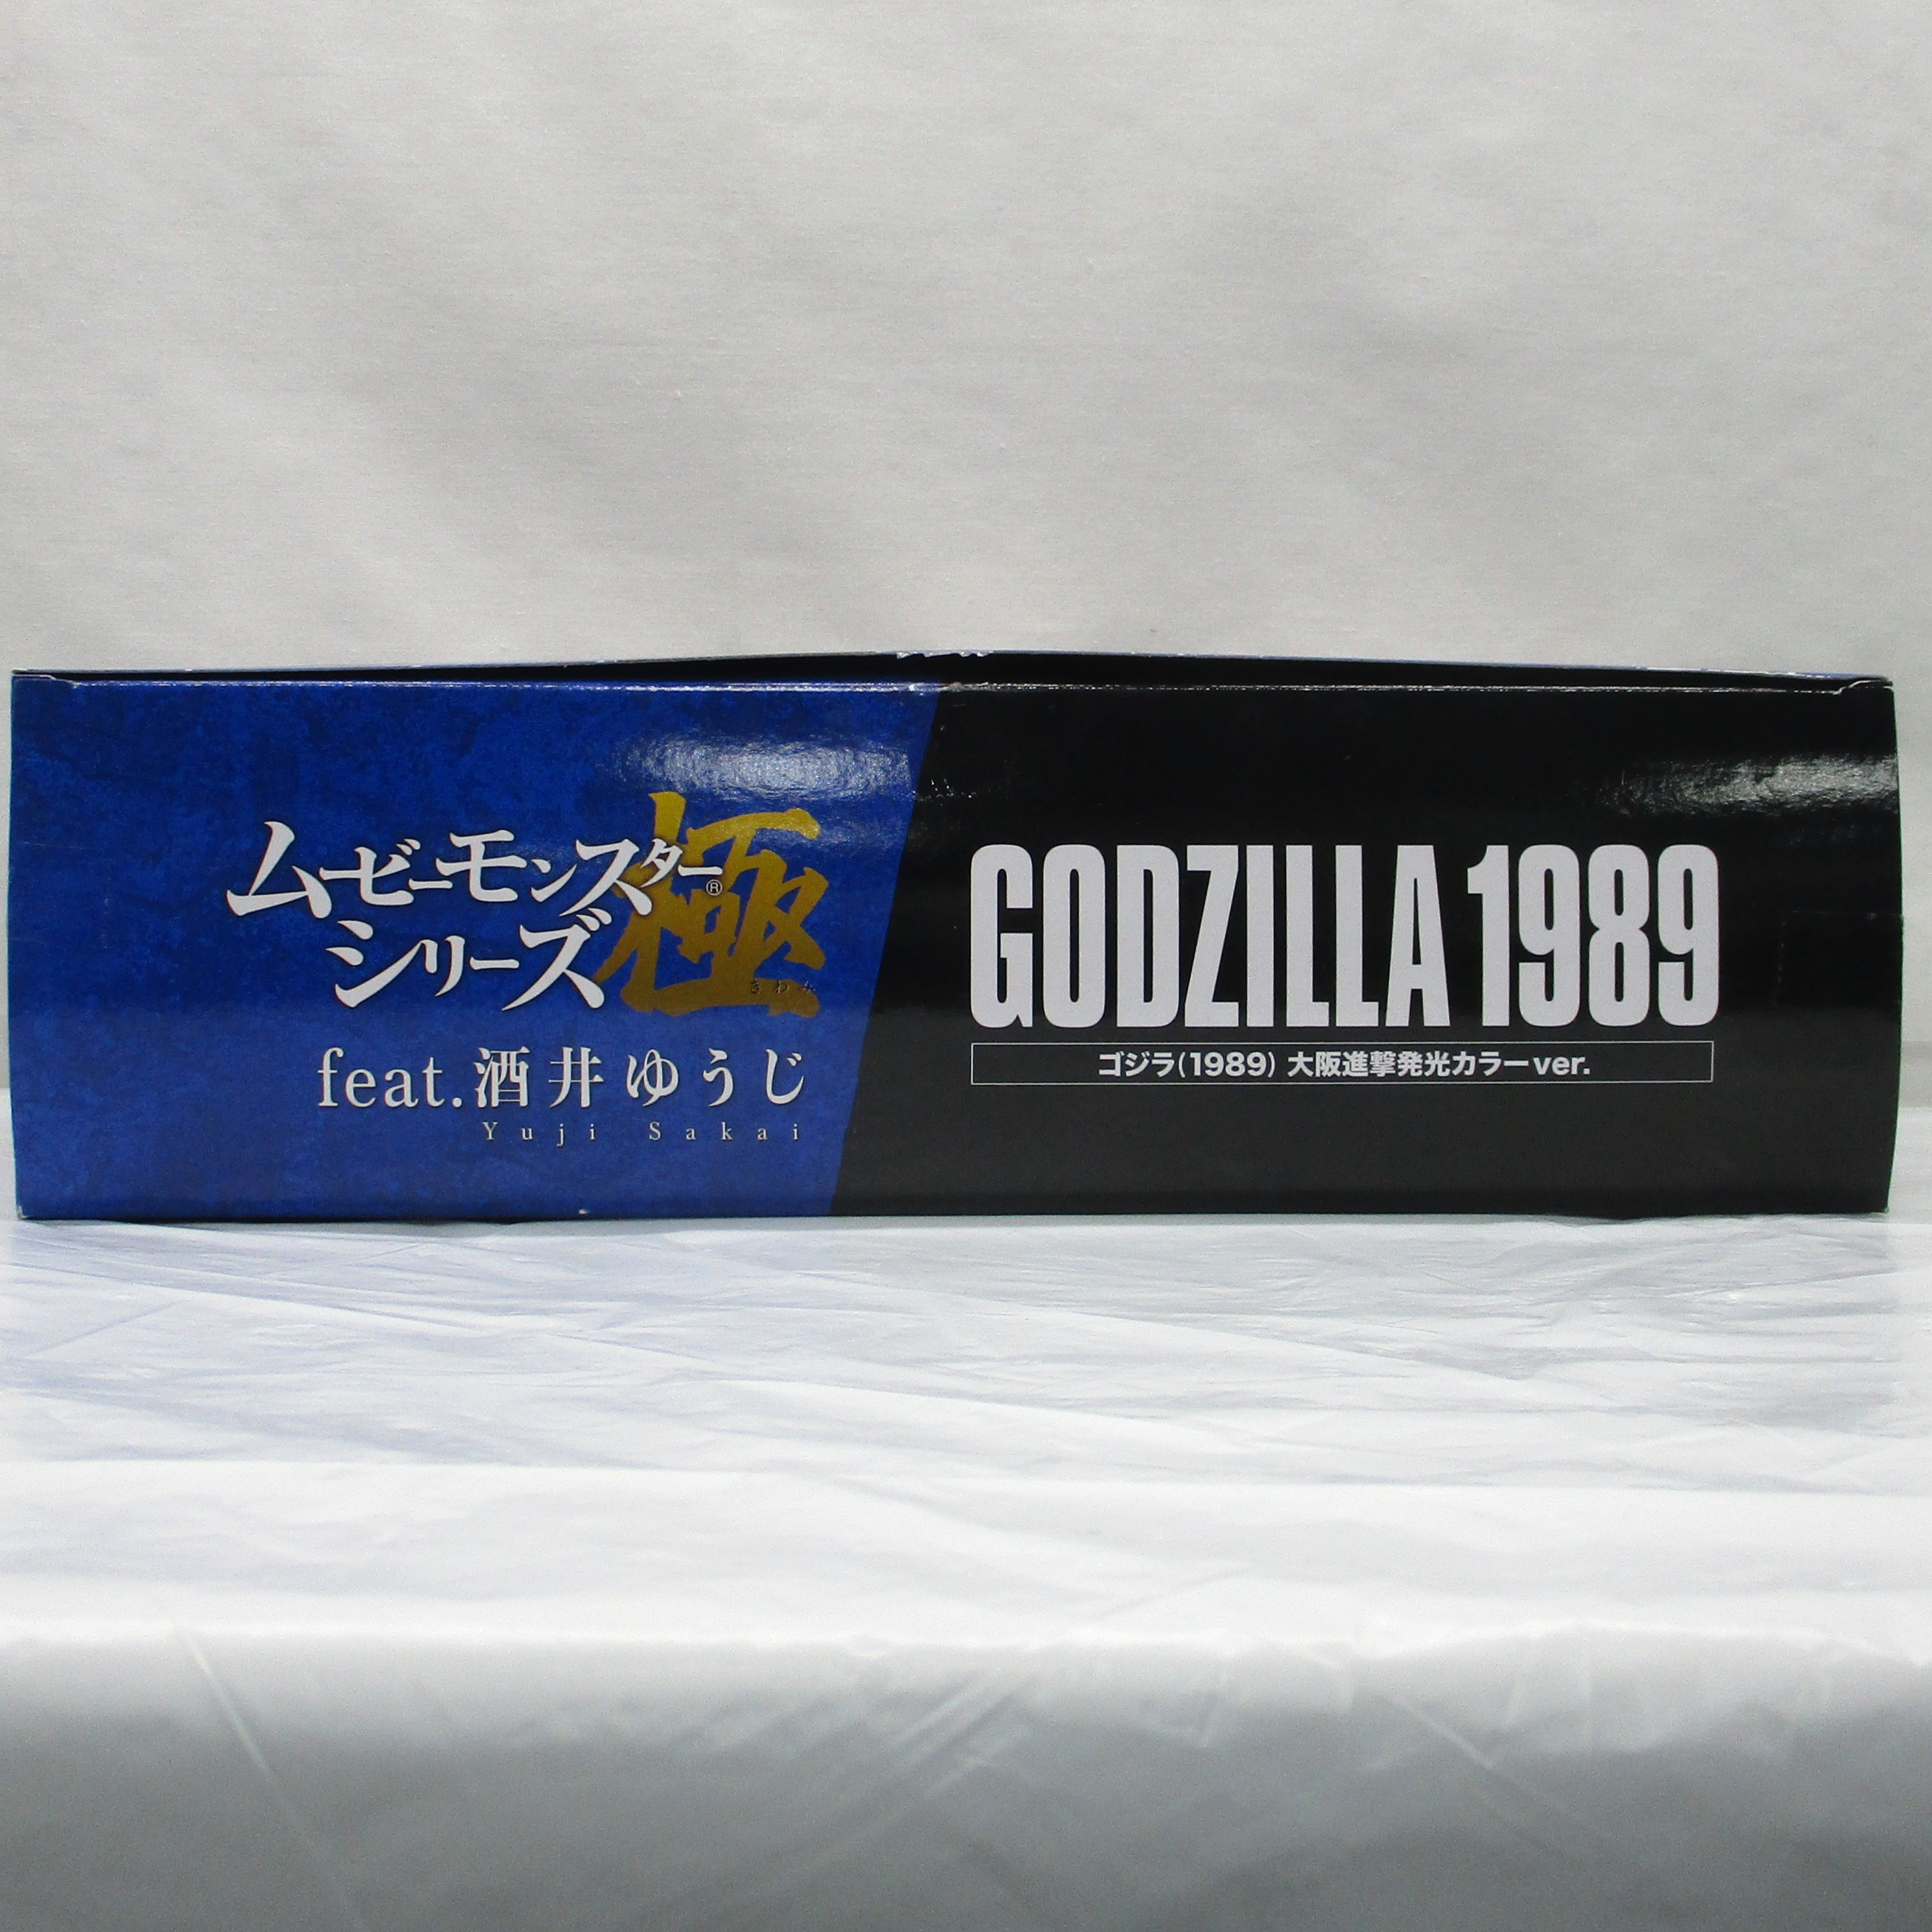 ムゼーモンスター®
シリーズ極
きわみ
feat.酒井ゆうじ
Yuji Sakai
GODZILLA 1989
ゴジラ(1989) 大阪進撃発光カラーver.